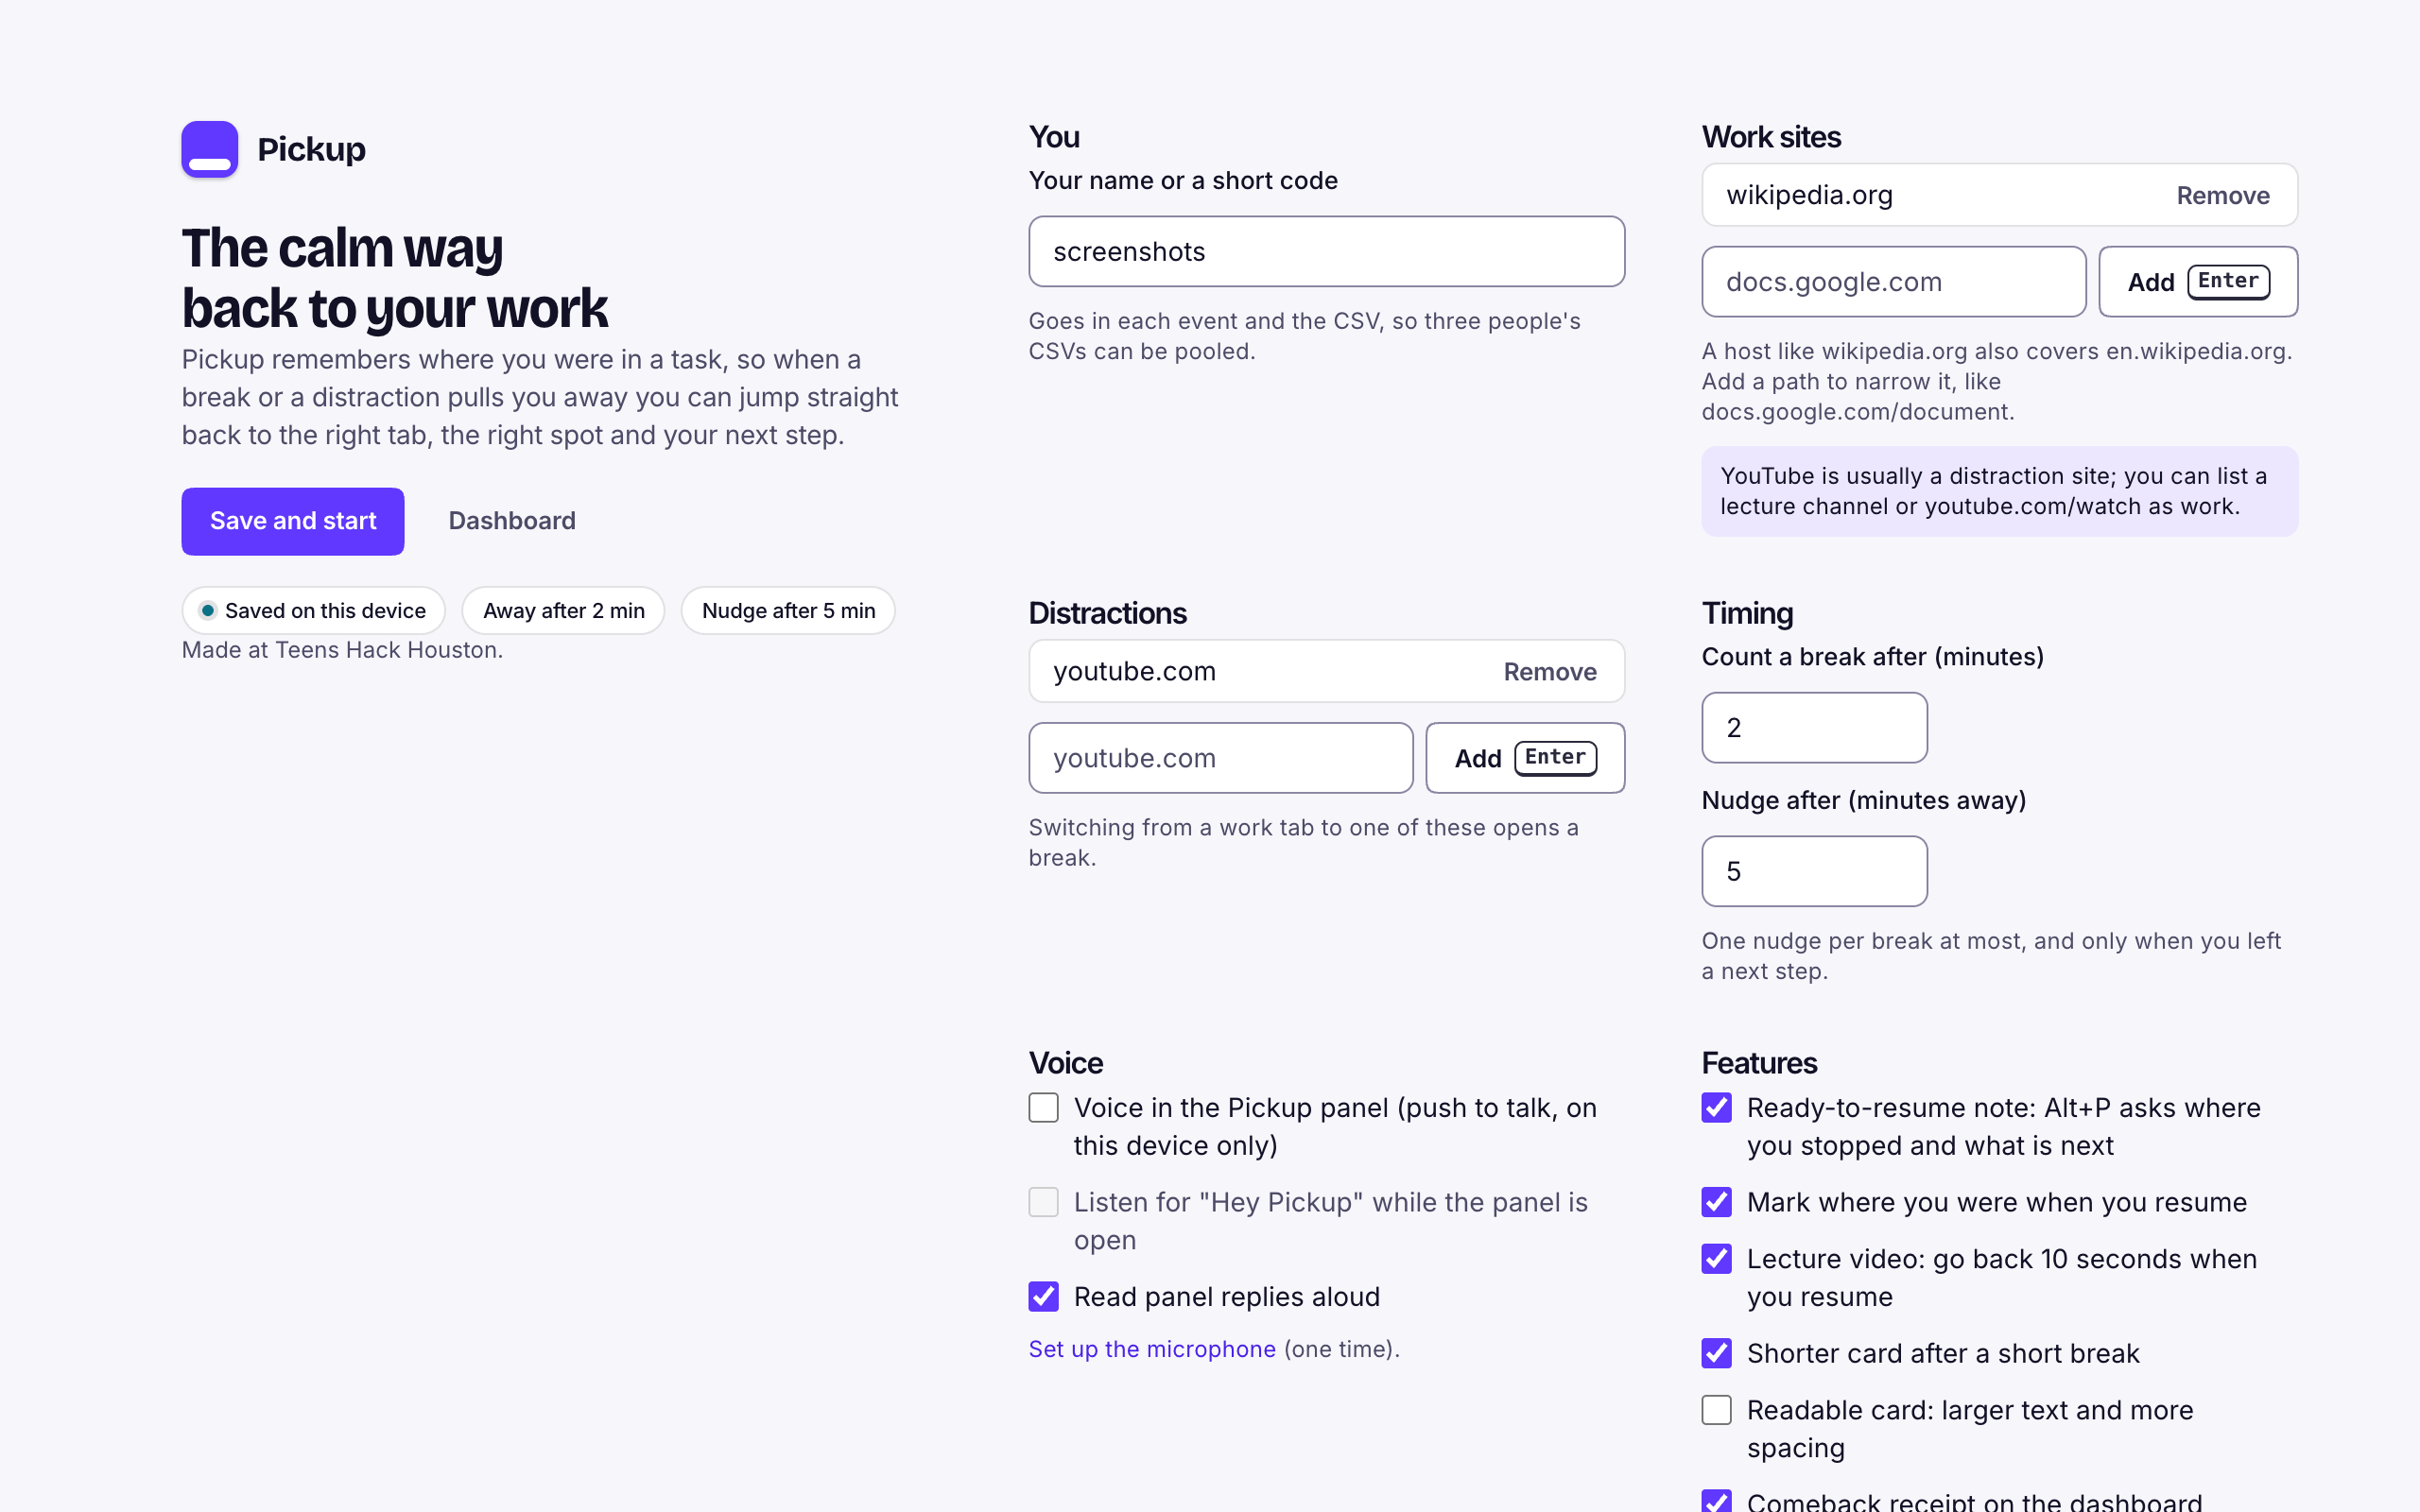 Pickup
The calm way
back to your work
Pickup remembers where you were in a task, so when a
break or a distraction pulls you away you can jump straight
back to the right tab, the right spot and your next step.
Save and start
Dashboard
Saved on this device
Away after 2 min
Nudge after 5 min
Made at Teens Hack Houston.
You
Your name or a short code
screenshots
Goes in each event and the CSV, so three people's
CSVs can be pooled.
Work sites
wikipedia.org
Remove
docs.google.com
Add Enter
A host like wikipedia.org also covers en.wikipedia.org.
Add a path to narrow it, like
docs.google.com/document.
YouTube is usually a distraction site; you can list a
lecture channel or youtube.com/watch as work.
Distractions
youtube.com
Remove
youtube.com
Add Enter
Switching from a work tab to one of these opens a
break.
Timing
Count a break after (minutes)
2
Nudge after (minutes away)
5
One nudge per break at most, and only when you left
a next step.
Voice
Voice in the Pickup panel (push to talk, on
this device only)
Listen for "Hey Pickup" while the panel is
open
Read panel replies aloud
Set up the microphone (one time).
Features
Ready-to-resume note: Alt+P asks where
you stopped and what is next
Mark where you were when you resume
Lecture video: go back 10 seconds when
you resume
Shorter card after a short break
Readable card: larger text and more
spacing
Comeback receipt on the dashboard